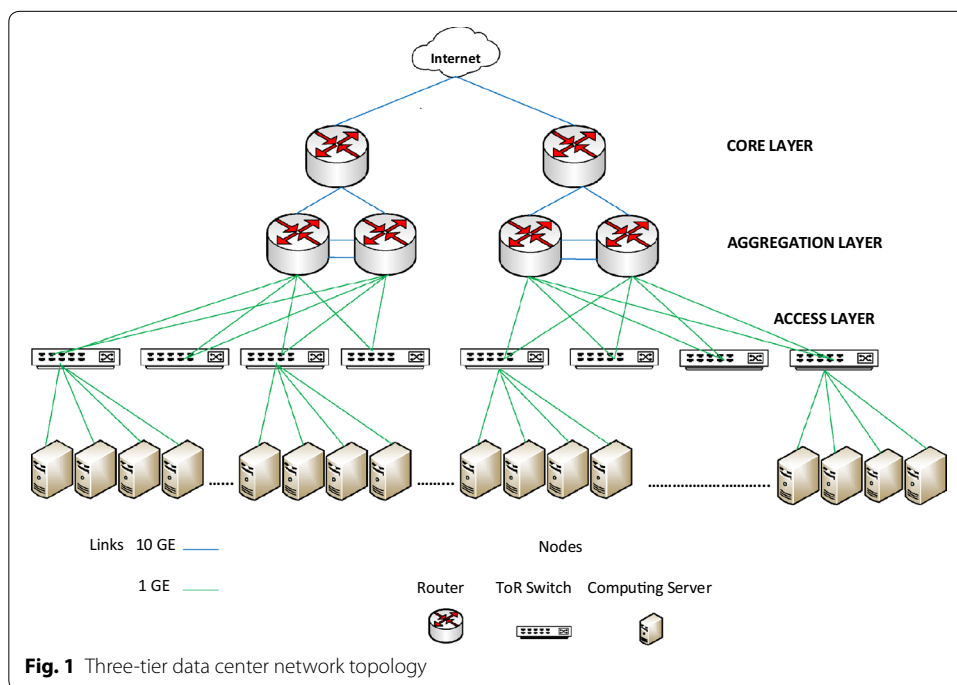 Internet
CORE LAYER
AGGREGATION LAYER
ACCESS LAYER
Links 10 GE
Nodes
1 GE
Router ToR Switch Computing Server
Fig. 1 Three-tier data center network topology